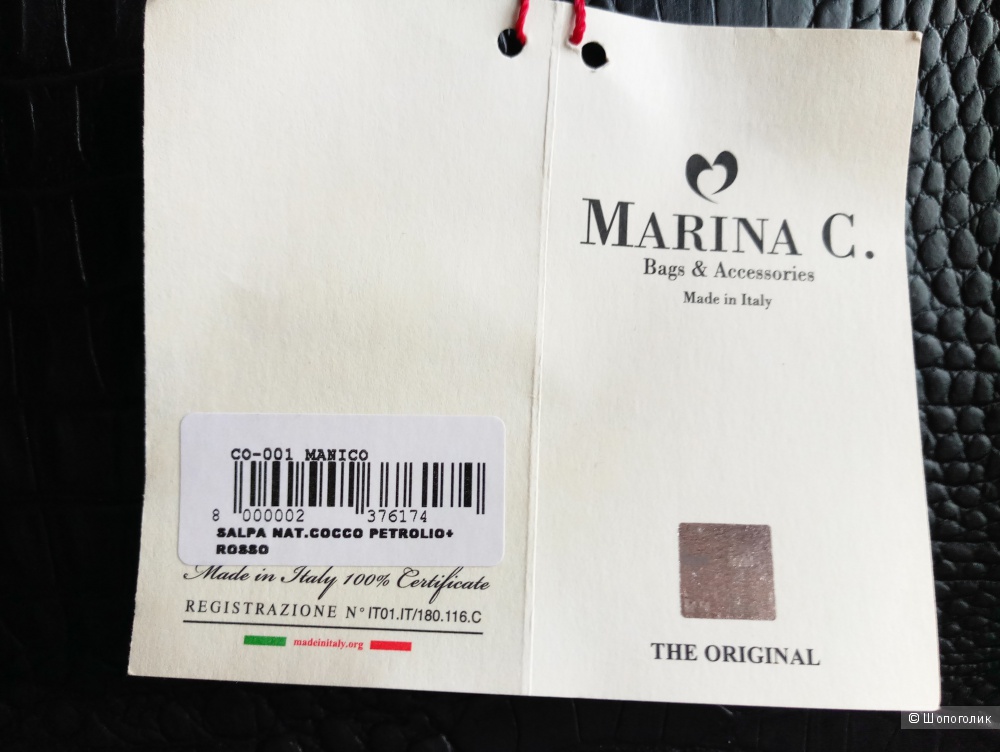 CO-001 MANICO
8 000002 376174
SALPA NAT.COCCO PETROLIO+
ROSSO
Made in Italy 100% Certificate
REGISTRAZIONE N° IT01.IT/180.116.C
madeinitaly.org
MARINA C.
Bags & Accessories
Made in Italy
THE ORIGINAL
© Шопоголик